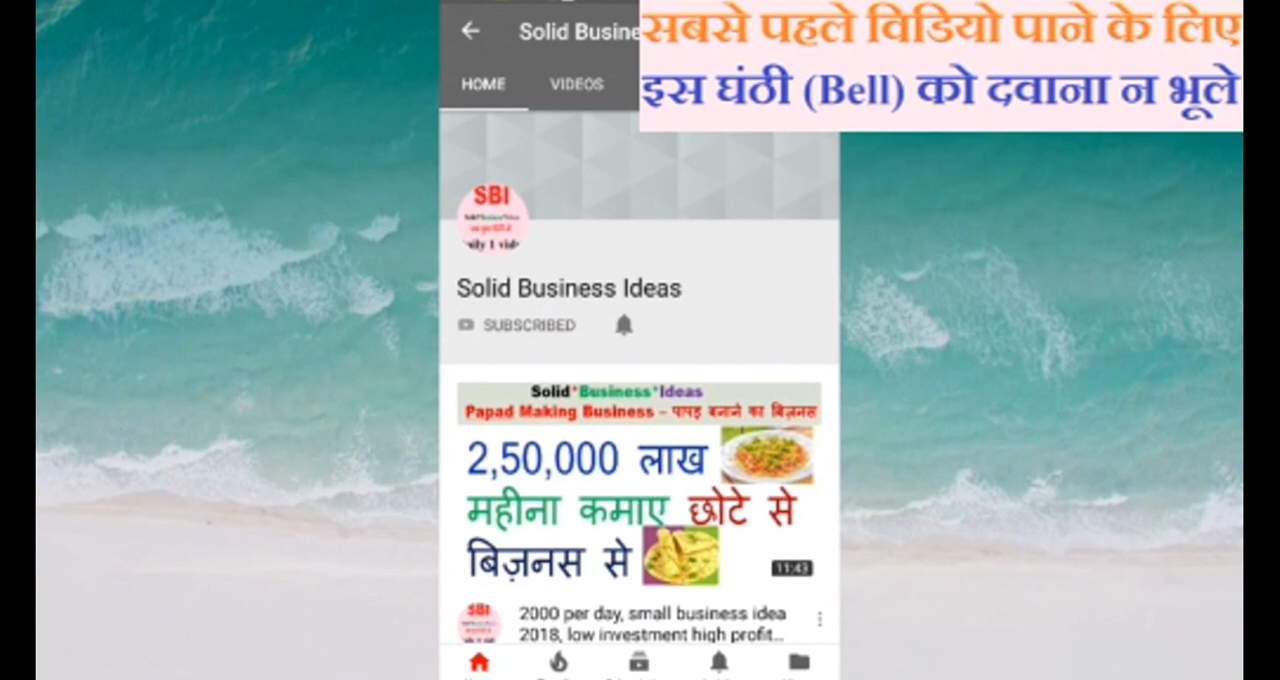 Solid Busine
सबसे पहले विडियो पाने के लिए
इस घंठी (Bell) को दवाना न भूले
HOME VIDEOS
SBI
Solid Business Ideas
SUBSCRIBED
Solid*Business*Ideas
Papad Making Business – पापड़ बनाने का बिज़नस
2,50,000 लाख
महीना कमाए छोटे से
बिज़नस से
11:43
SBI
2000 per day, small business idea
2018, low investment high profit...